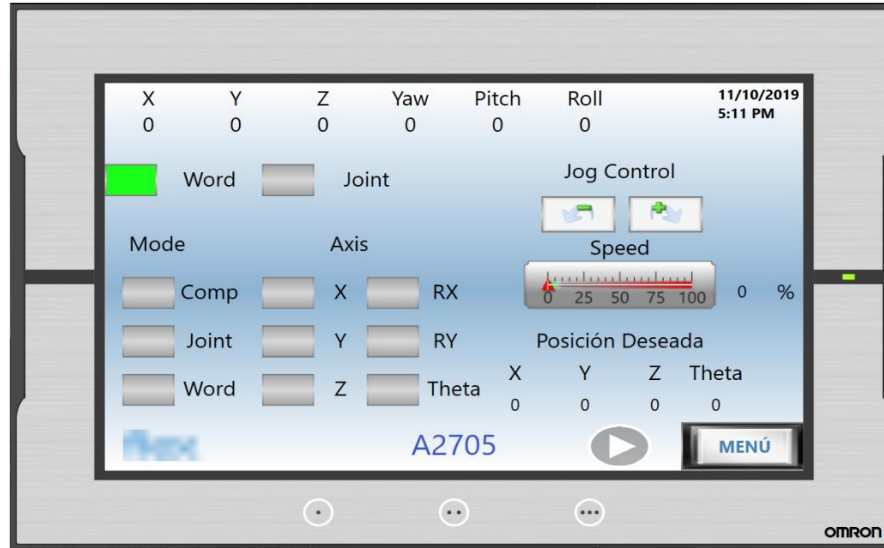 X Y Z Yaw Pitch Roll 11/10/2019
0 0 0 0 0 0 5:11 PM
Word Joint Jog Control
Mode Axis Speed
Comp X RX 0 25 50 75 100 0 %
Joint Y RY Posición Deseada
Word Z Theta X Y Z Theta
0 0 0 0
A2705 MENÚ
OMRON